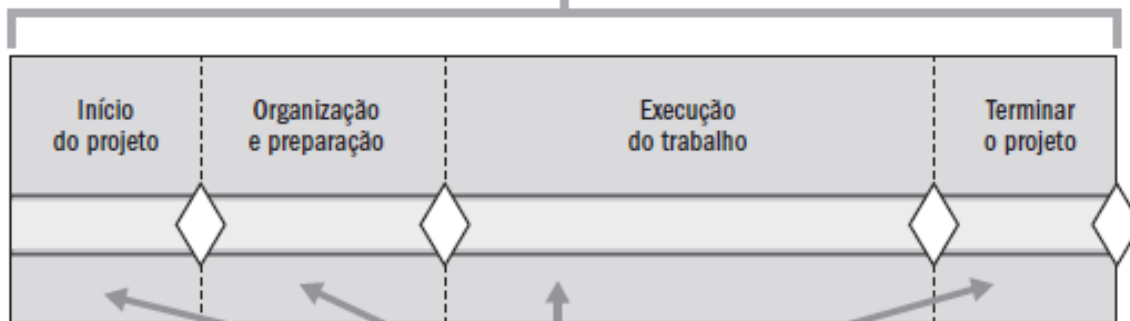 Início
do projeto
Organização
e preparação
Execução
do trabalho
Terminar
o projeto